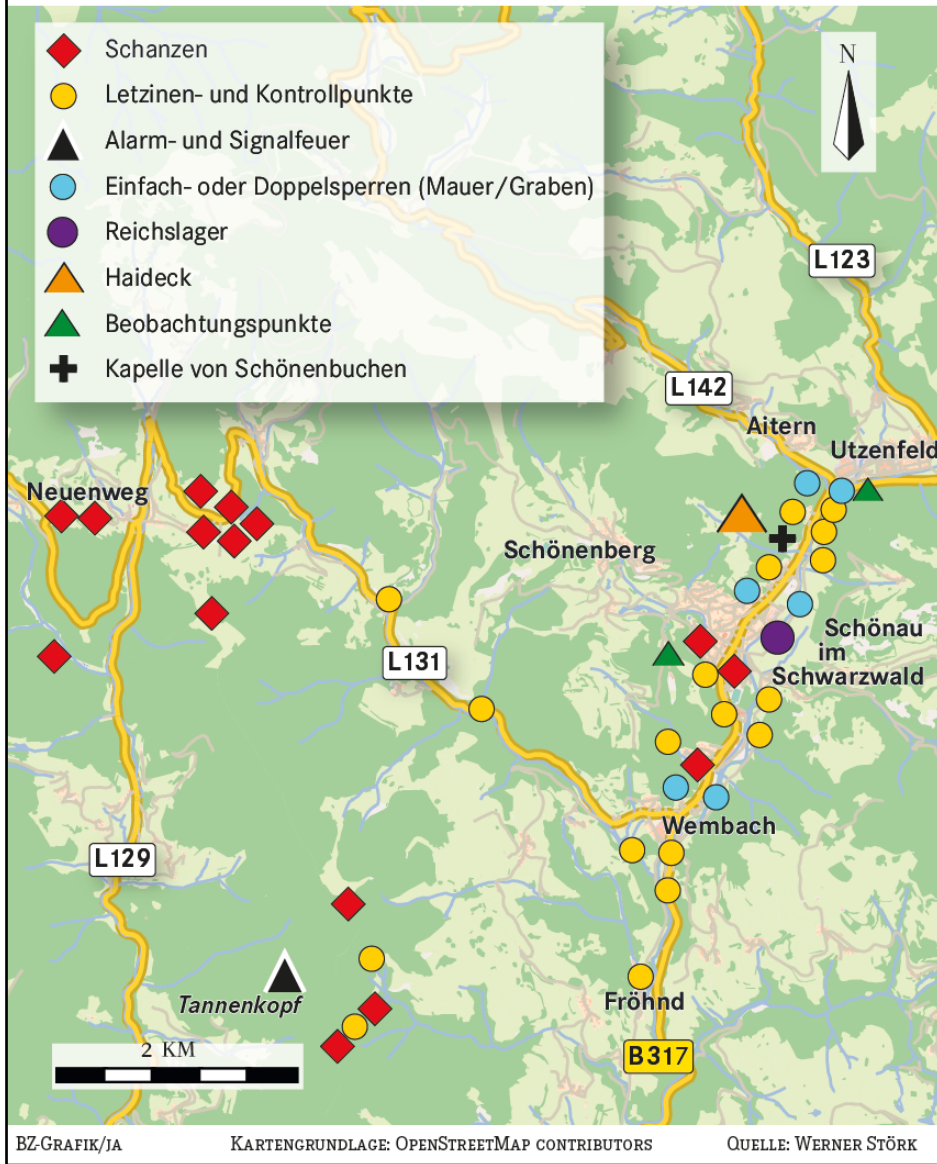 Schanzen
Letzinen- und Kontrollpunkte
Alarm- und Signalfeuer
Einfach- oder Doppelsperren (Mauer/Graben)
Reichslager
Haideck
Beobachtungspunkte
Kapelle von Schönenbuchen
N
L123
L142
Aitern
Utzenfeld
Neuenweg
Schönenberg
Schönau
im
Schwarzwald
L131
Wembach
L129
Tannenkopf
Fröhnd
2 KM
B317
BZ-GRAFIK/JA KARTENGRUNDLAGE: OPENSTREETMAP CONTRIBUTORS QUELLE: WERNER STÖRK